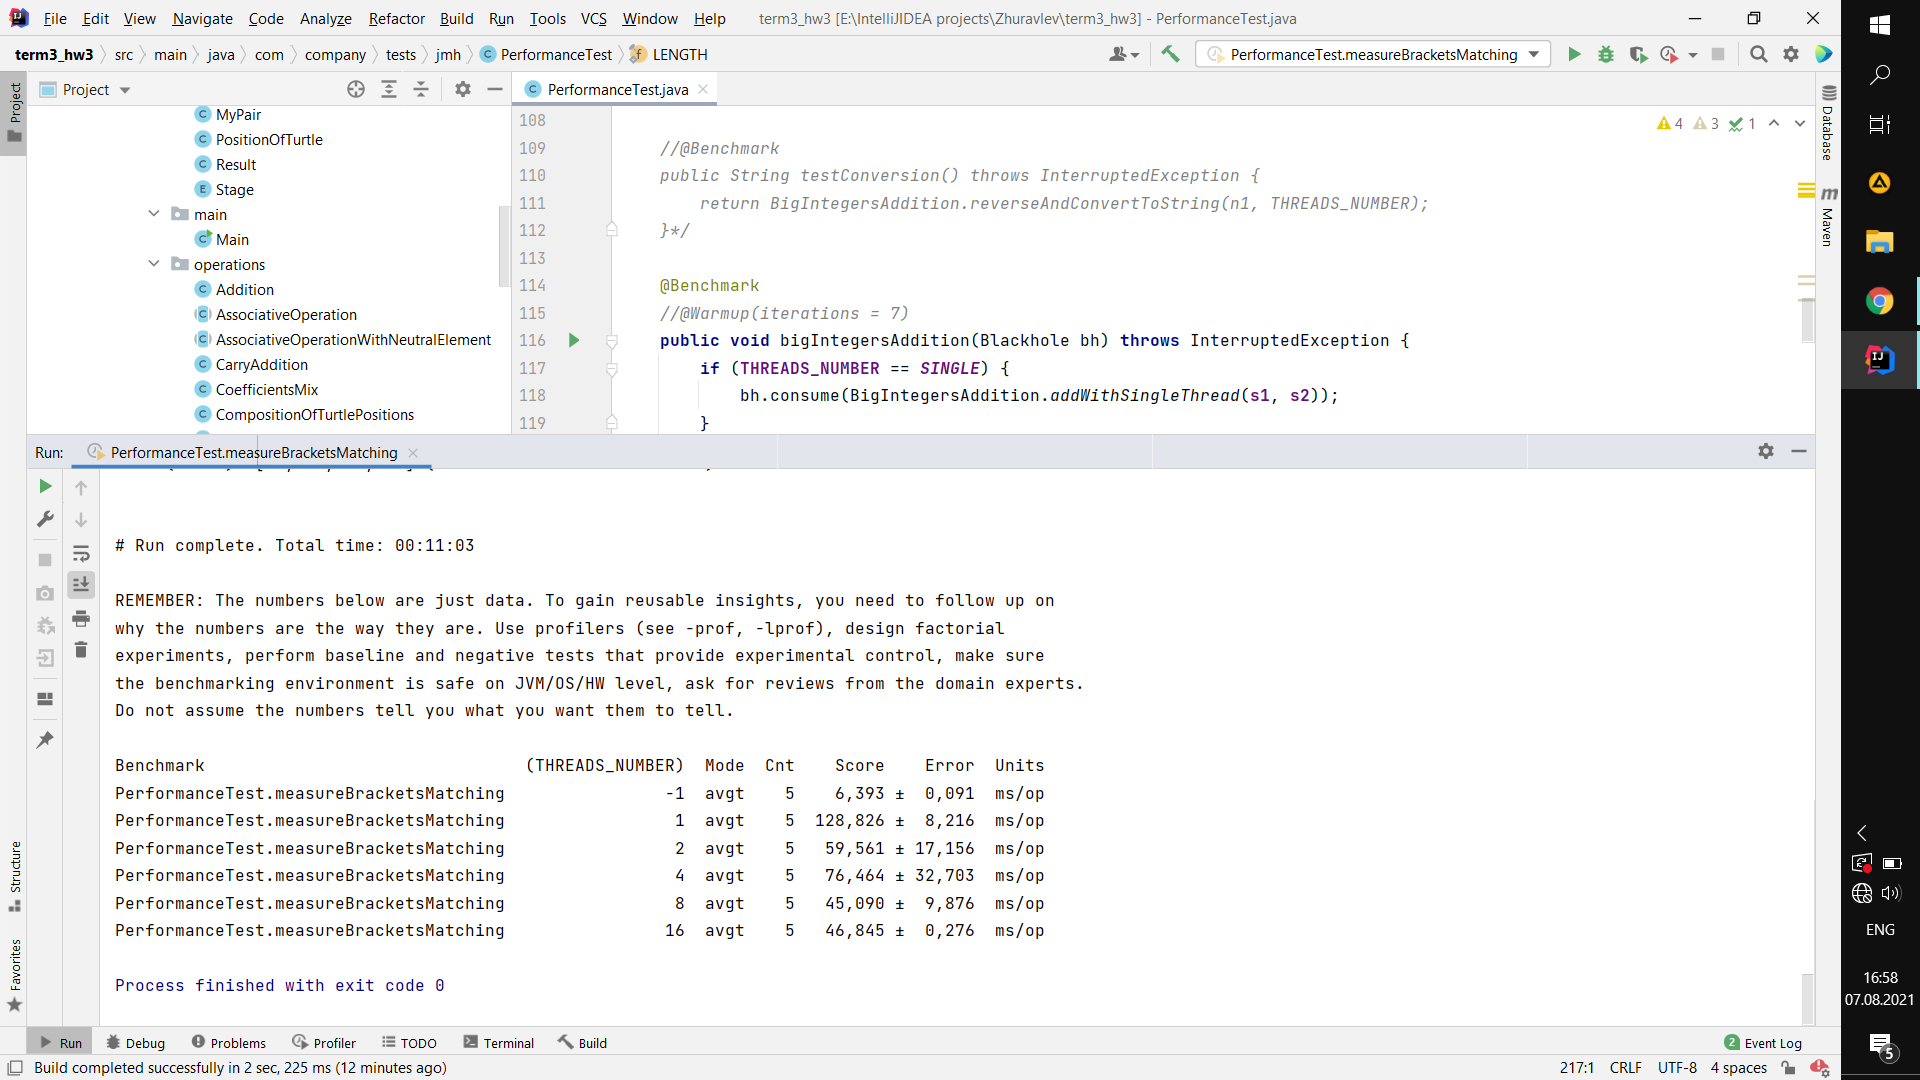 File Edit View Navigate Code Analyze Refactor Build Run Tools VCS Window Help term3_hw3 [E:\IntelliJIDEA projects\Zhuravlev\term3_hw3] - PerformanceTest.java
term3_hw3 src main java com company tests jmh PerformanceTest LENGTH PerformanceTest.measureBracketsMatching
Project
Project
PerformanceTest.java
MyPair
PositionOfTurtle
Result
Stage
main
Main
operations
Addition
AssociativeOperation
AssociativeOperationWithNeutralElement
CarryAddition
CoefficientsMix
CompositionOfTurtlePositions
4 3 1
108
109 //@Benchmark
110 public String testConversion() throws InterruptedException {
111 return BigIntegersAddition.reverseAndConvertToString(n1, THREADS_NUMBER);
112 }*/
113
114 @Benchmark
115 //@Warmup(iterations = 7)
116 public void bigIntegersAddition(Blackhole bh) throws InterruptedException {
117 if (THREADS_NUMBER == SINGLE) {
118 bh.consume(BigIntegersAddition.addWithSingleThread(s1, s2));
119 }
Database
Maven
Run: PerformanceTest.measureBracketsMatching
# Run complete. Total time: 00:11:03
REMEMBER: The numbers below are just data. To gain reusable insights, you need to follow up on
why the numbers are the way they are. Use profilers (see -prof, -lprof), design factorial
experiments, perform baseline and negative tests that provide experimental control, make sure
the benchmarking environment is safe on JVM/OS/HW level, ask for reviews from the domain experts.
Do not assume the numbers tell you what you want them to tell.
Benchmark (THREADS_NUMBER) Mode Cnt Score Error Units
PerformanceTest.measureBracketsMatching -1 avgt 5 6,393 ± 0,091 ms/op
PerformanceTest.measureBracketsMatching 1 avgt 5 128,826 ± 8,216 ms/op
PerformanceTest.measureBracketsMatching 2 avgt 5 59,561 ± 17,156 ms/op
PerformanceTest.measureBracketsMatching 4 avgt 5 76,464 ± 32,703 ms/op
PerformanceTest.measureBracketsMatching 8 avgt 5 45,090 ± 9,876 ms/op
PerformanceTest.measureBracketsMatching 16 avgt 5 46,845 ± 0,276 ms/op
Process finished with exit code 0
Structure
Favorites
Run Debug Problems Profiler TODO Terminal Build 2 Event Log
Build completed successfully in 2 sec, 225 ms (12 minutes ago) 217:1 CRLF UTF-8 4 spaces
ENG
16:58
07.08.2021
5